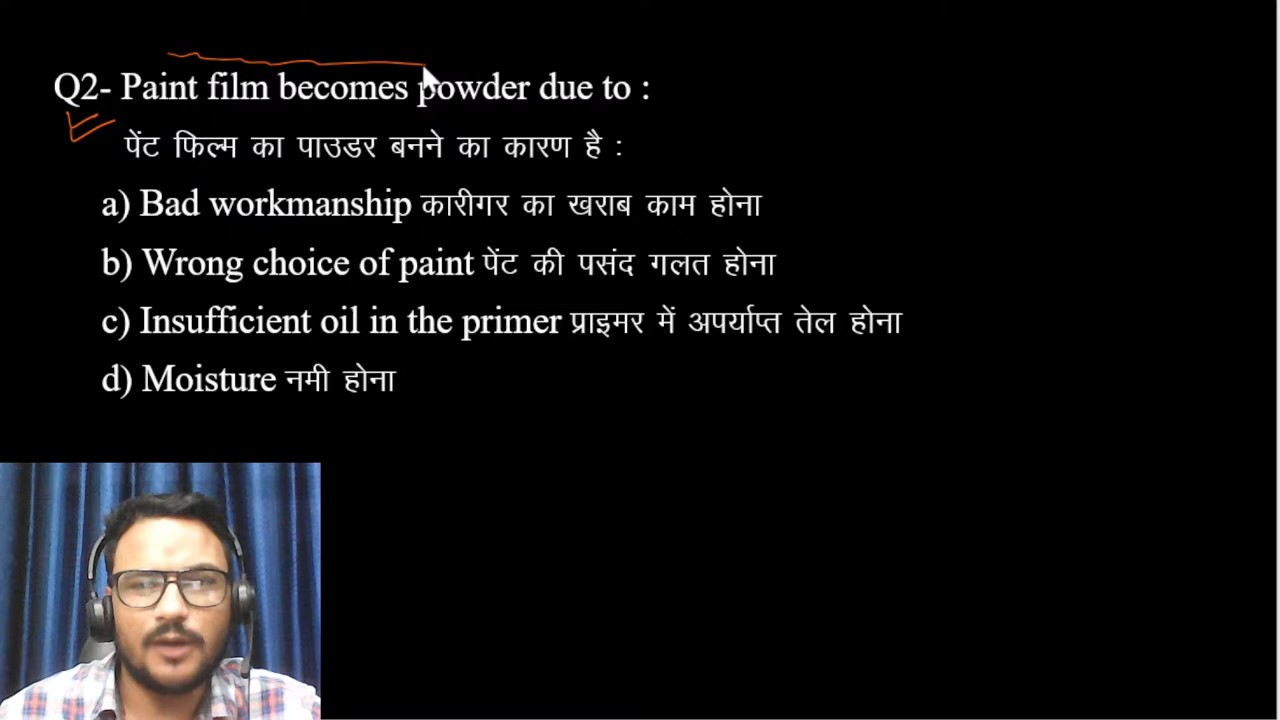 Q2- Paint film becomes powder due to :
पेंट फिल्म का पाउडर बनने का कारण है :
a) Bad workmanship कारीगर का खराब काम होना
b) Wrong choice of paint पेंट की पसंद गलत होना
c) Insufficient oil in the primer प्राइमर में अपर्याप्त तेल होना
d) Moisture नमी होना